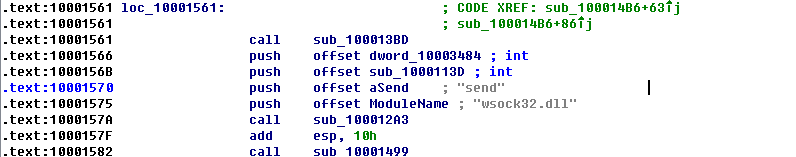 .text:10001561 loc_10001561: ; CODE XREF: sub_100014B6+63↑j
.text:10001561 ; sub_100014B6+86↑j
.text:10001561 call sub_100013BD
.text:10001566 push offset dword_10003484 ; int
.text:1000156B push offset sub_1000113D ; int
.text:10001570 push offset aSend ; "send"
.text:10001575 push offset ModuleName ; "wsock32.dll"
.text:1000157A call sub_100012A3
.text:1000157F add esp, 10h
.text:10001582 call sub_10001499